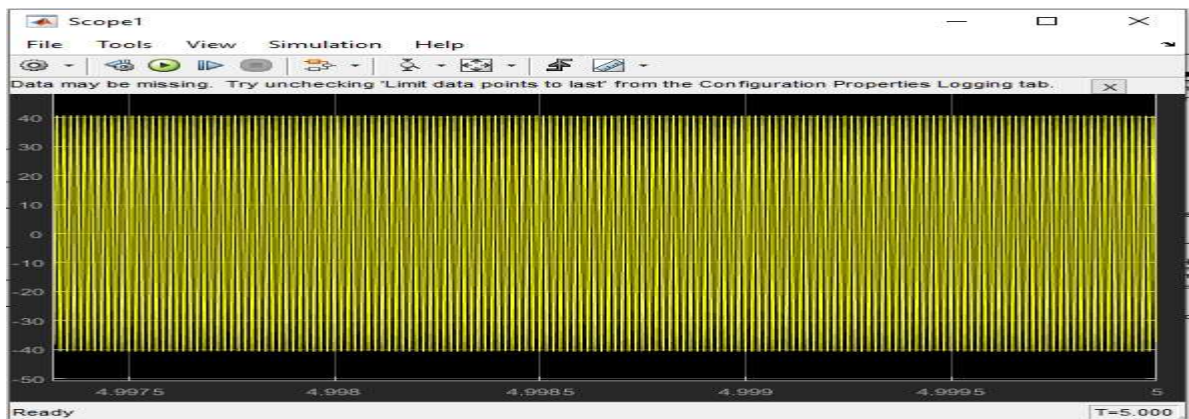 Scope1
File Tools View Simulation Help
Data may be missing. Try unchecking 'Limit data points to last' from the Configuration Properties Logging tab.
40
30
20
10
0
-10
-20
-30
-40
-50
4.9975 4.998 4.9985 4.999 4.9995 5
Ready T=5.000